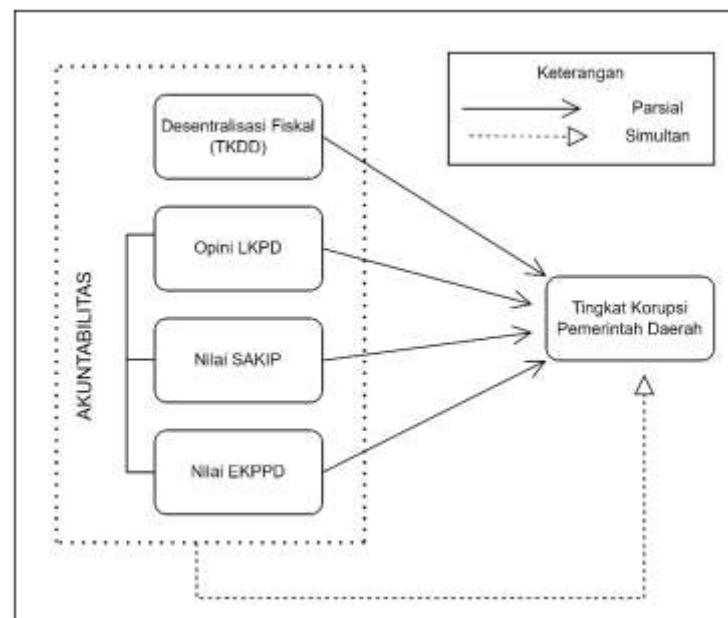 Keterangan
Parsial
Simultan
Desentralisasi Fiskal
(TKDD)
Opini LKPD
Nilai SAKIP
Nilai EKPPD
AKUNTABILITAS
Tingkat Korupsi
Pemerintah Daerah